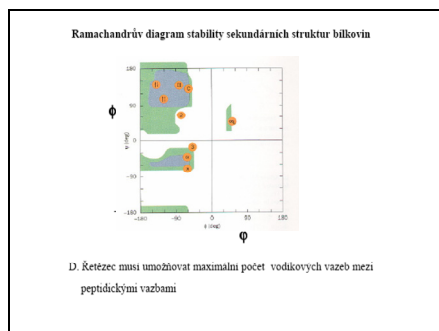 Ramachandrův diagram stability sekundárních struktur bílkovin
180
90
ϕ
0
-90
-180
-180 -90 0 90 180
φ
D. Řetězec musí umožňovat maximální počet vodíkových vazeb mezi
peptidickými vazbami